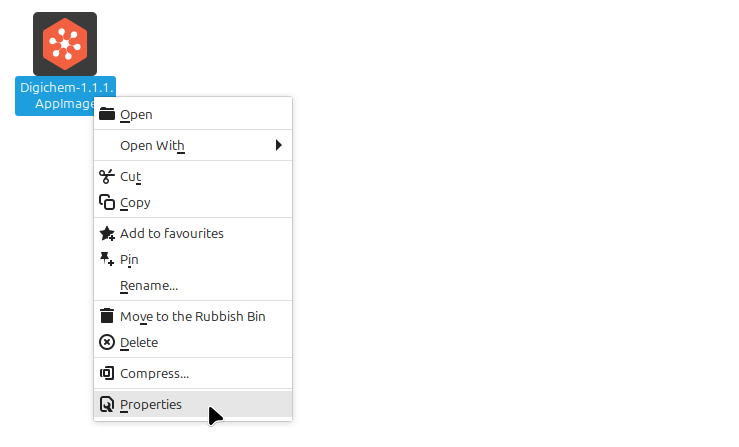 Digichem-1.1.1.
AppImage
Open
Open With
Cut
Copy
Add to favourites
Pin
Rename...
Move to the Rubbish Bin
Delete
Compress...
Properties